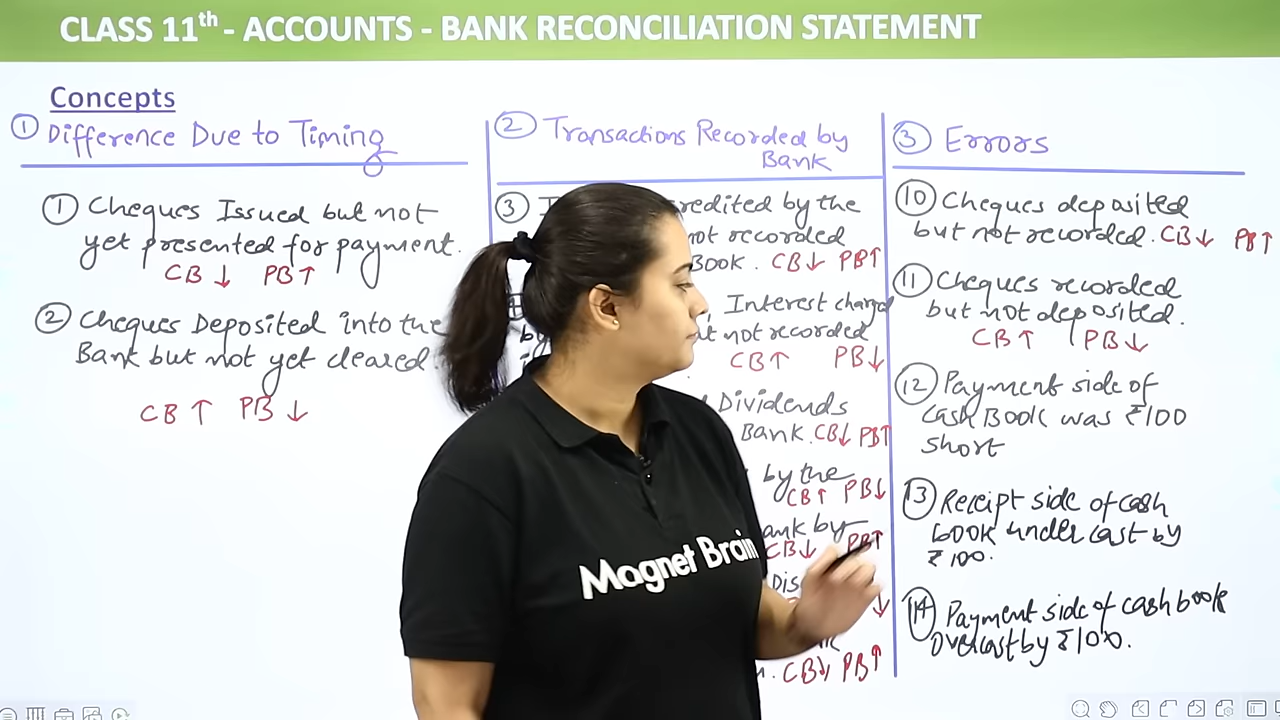 CLASS 11th - ACCOUNTS - BANK RECONCILIATION STATEMENT
Concepts
① Difference Due to Timing
① Cheques Issued but not
yet presented for payment.
CB ↓ PB ↑
② Cheques Deposited into the
Bank but not yet cleared.
CB ↑ PB ↓
② Transactions Recorded by
Bank
③ credited by the
not recorded
Book. CB ↓ PB ↑
Interest charged
not recorded
CB ↑ PB ↓
Dividends
Bank. CB ↓ PB ↑
by the
CB ↑ PB ↓
by
CB ↓ PB ↑
↓
CB ↓ PB ↑
③ Errors
⑩ Cheques deposited
but not recorded. CB ↓ PB ↑
⑪ Cheques recorded
but not deposited.
CB ↑ PB ↓
⑫ Payment side of
Cash Book was ₹100
short
⑬ Receipt side of cash
book under cast by
₹100.
⑭ Payment side of cash book
overcast by ₹100.
Magnet Brain